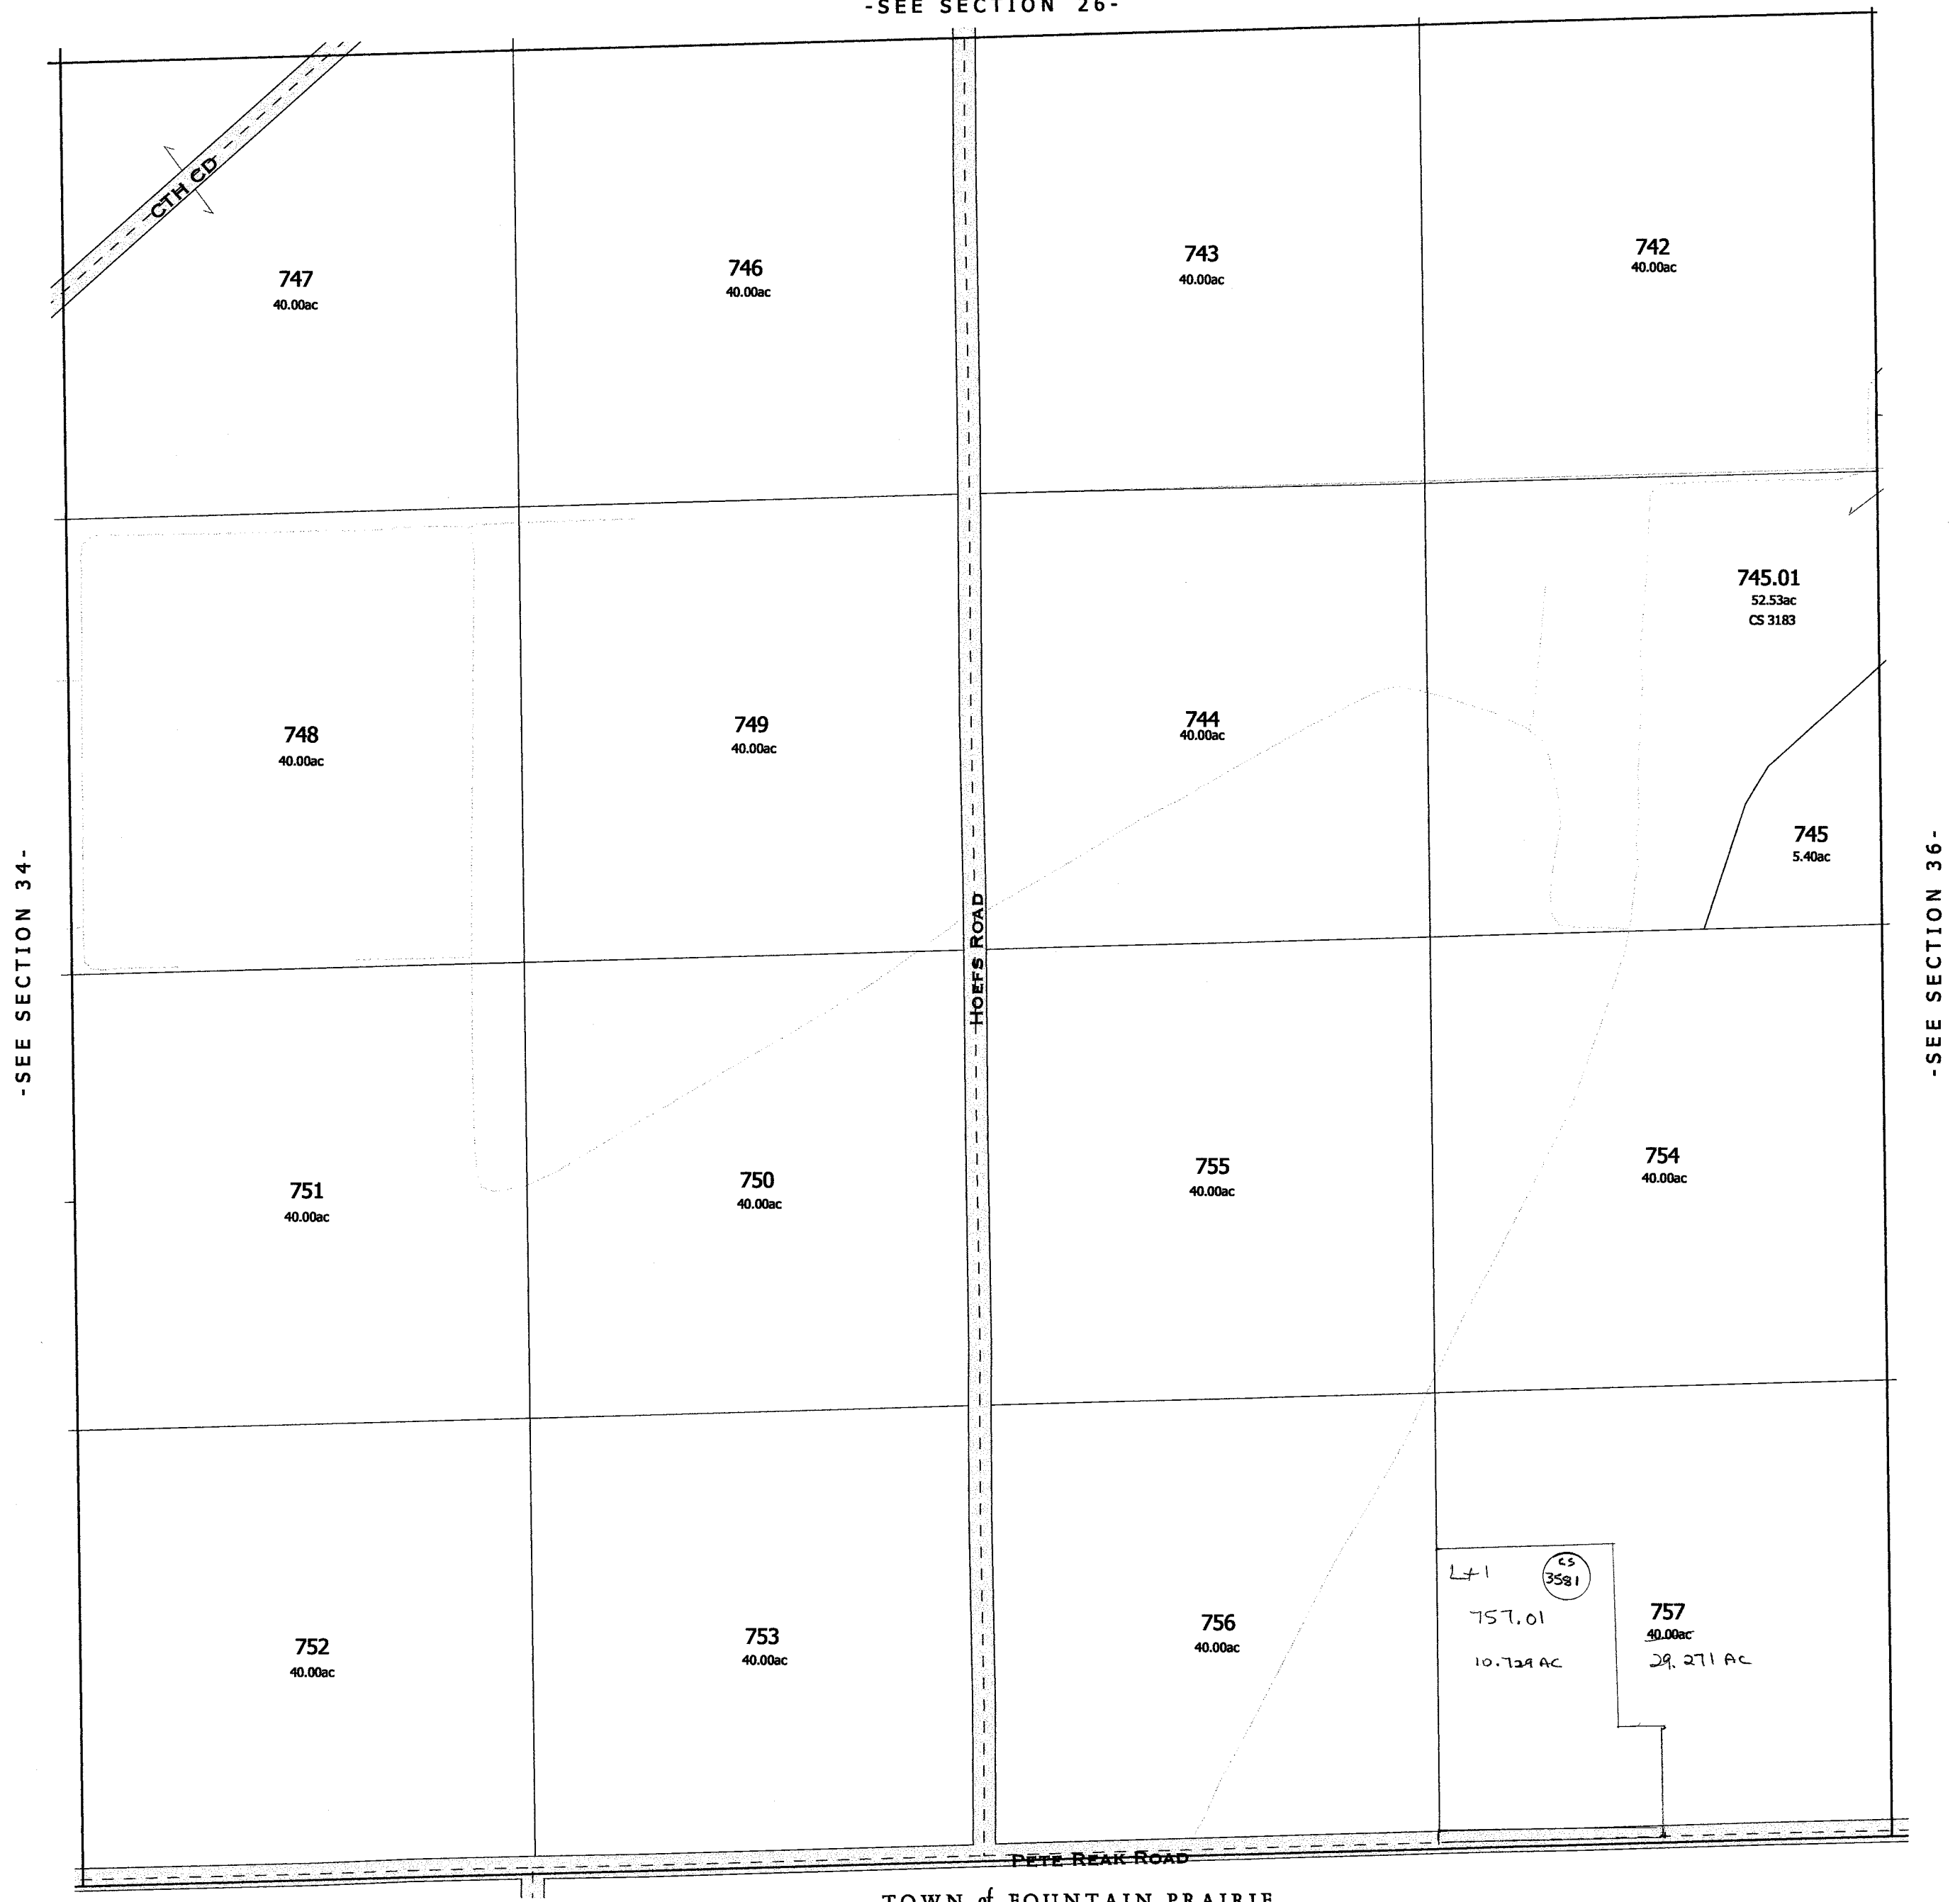 -SEE SECTION 26-
CTH CD
747
40.00ac
746
40.00ac
743
40.00ac
742
40.00ac
745.01
52.53ac
CS 3183
748
40.00ac
749
40.00ac
744
40.00ac
745
5.40ac
-SEE SECTION 34-
HOEFS ROAD
-SEE SECTION 36-
751
40.00ac
750
40.00ac
755
40.00ac
754
40.00ac
752
40.00ac
753
40.00ac
756
40.00ac
Lt 1
CS
3581
757.01
10.729 AC
757
40.00ac
29.271 AC
PETE REAK ROAD
TOWN of FOUNTAIN PRAIRIE